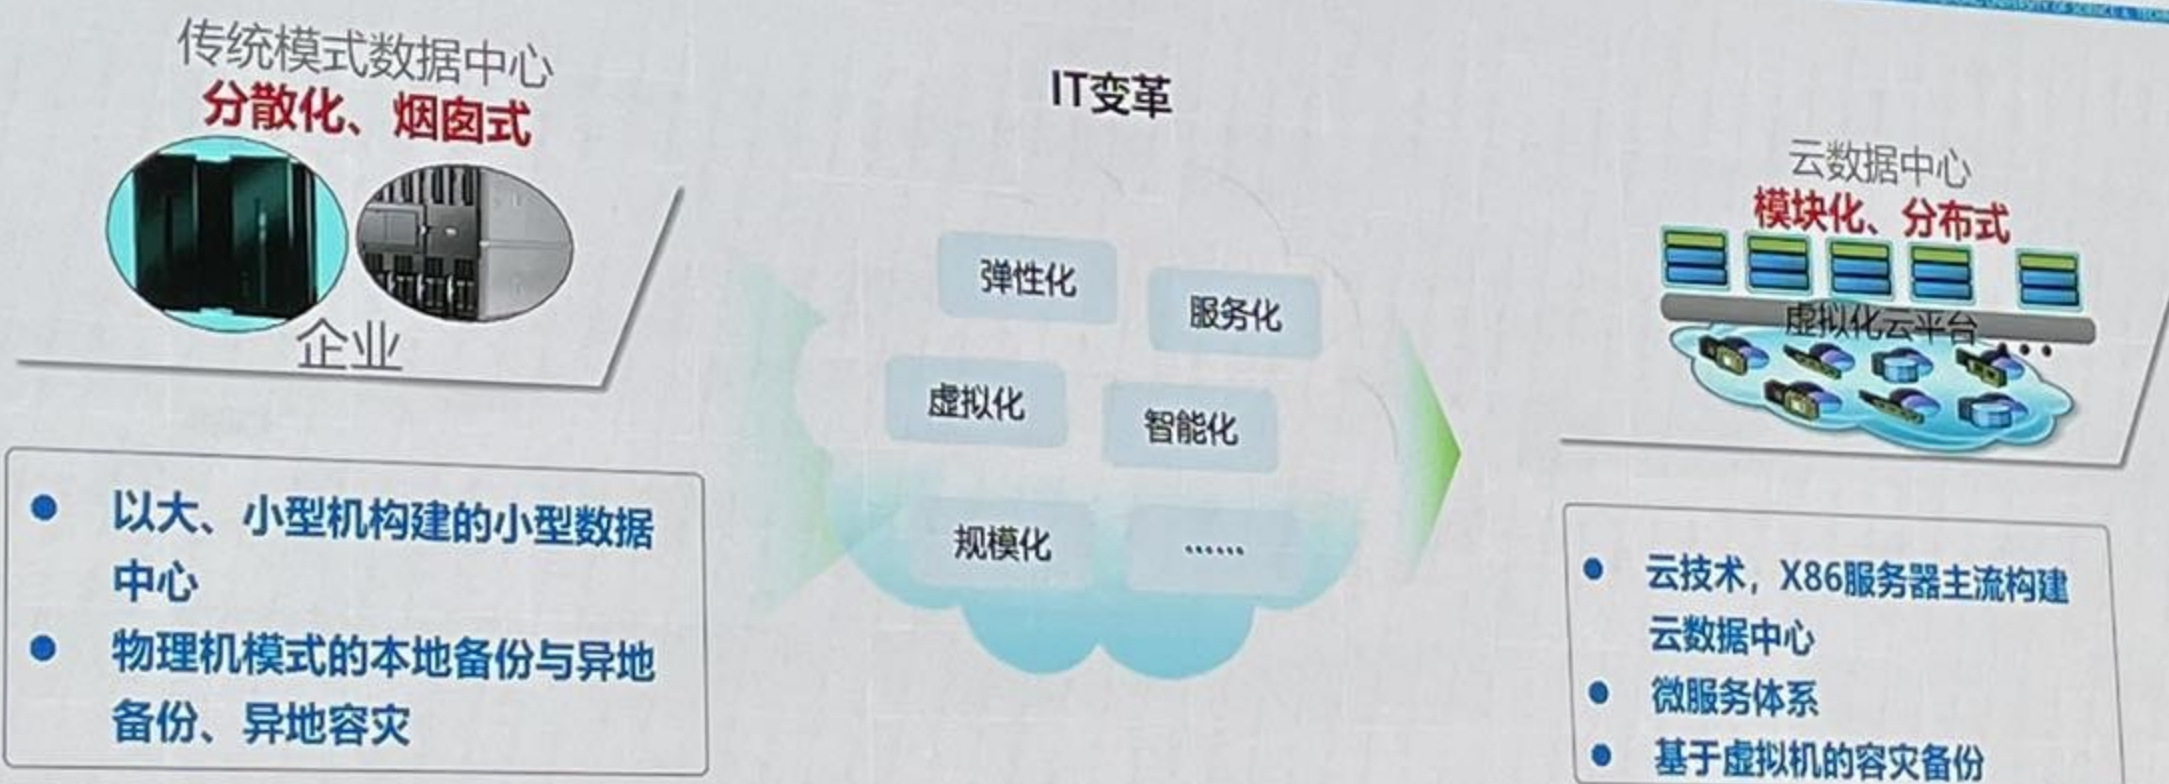 UNIVERSITY OF SCIENCE &
传统模式数据中心
分散化、烟囱式
企业
以大、小型机构建的小型数据
中心
物理机模式的本地备份与异地
备份、异地容灾
IT变革
弹性化
服务化
虚拟化
智能化
规模化
......
云数据中心
模块化、分布式
虚拟化云平台
云技术，X86服务器主流构建
云数据中心
微服务体系
基于虚拟机的容灾备份